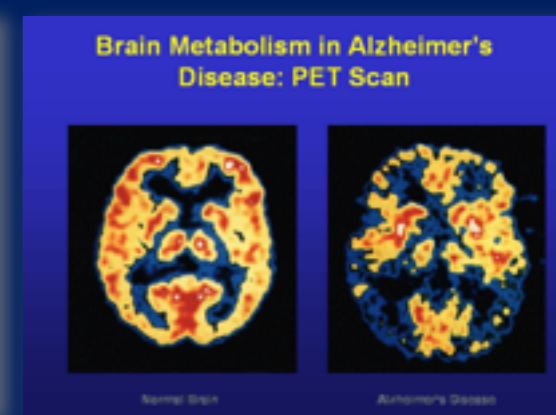 Brain Metabolism in Alzheimer's
Disease: PET Scan
Normal Brain
Alzheimer's Disease